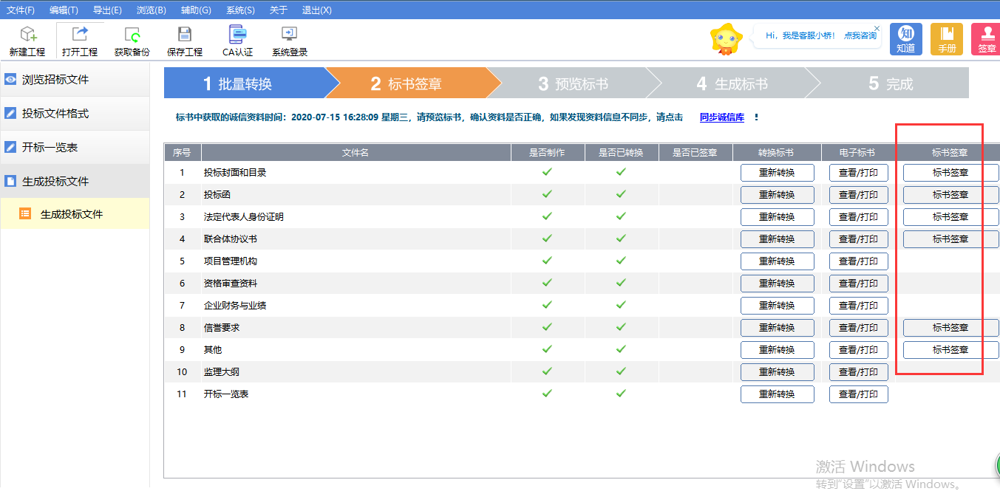 文件(F) 编辑(T) 导出(E) 浏览(B) 辅助(G) 系统(S) 关于 退出(X)
新建工程 打开工程 获取备份 保存工程 CA认证 系统登录
Hi，我是客服小桥！ 点我咨询
知 知道 手册 签章
浏览招标文件
投标文件格式
开标一览表
生成投标文件
生成投标文件
1 批量转换 2 标书签章 3 预览标书 4 生成标书 5 完成
标书中获取的诚信资料时间：2020-07-15 16:28:09 星期三，请预览标书，确认资料是否正确，如果发现资料信息不同步，请点击 同步诚信库 ！
序号 文件名 是否制作 是否已转换 是否已签章 转换标书 电子标书 标书签章
1 投标封面和目录 重新转换 查看/打印 标书签章
2 投标函 重新转换 查看/打印 标书签章
3 法定代表人身份证明 重新转换 查看/打印 标书签章
4 联合体协议书 重新转换 查看/打印 标书签章
5 项目管理机构 重新转换 查看/打印
6 资格审查资料 重新转换 查看/打印
7 企业财务与业绩 重新转换 查看/打印
8 信誉要求 重新转换 查看/打印 标书签章
9 其他 重新转换 查看/打印 标书签章
10 监理大纲 重新转换 查看/打印
11 开标一览表 重新转换 查看/打印
激活 Windows
转到"设置"以激活 Windows。